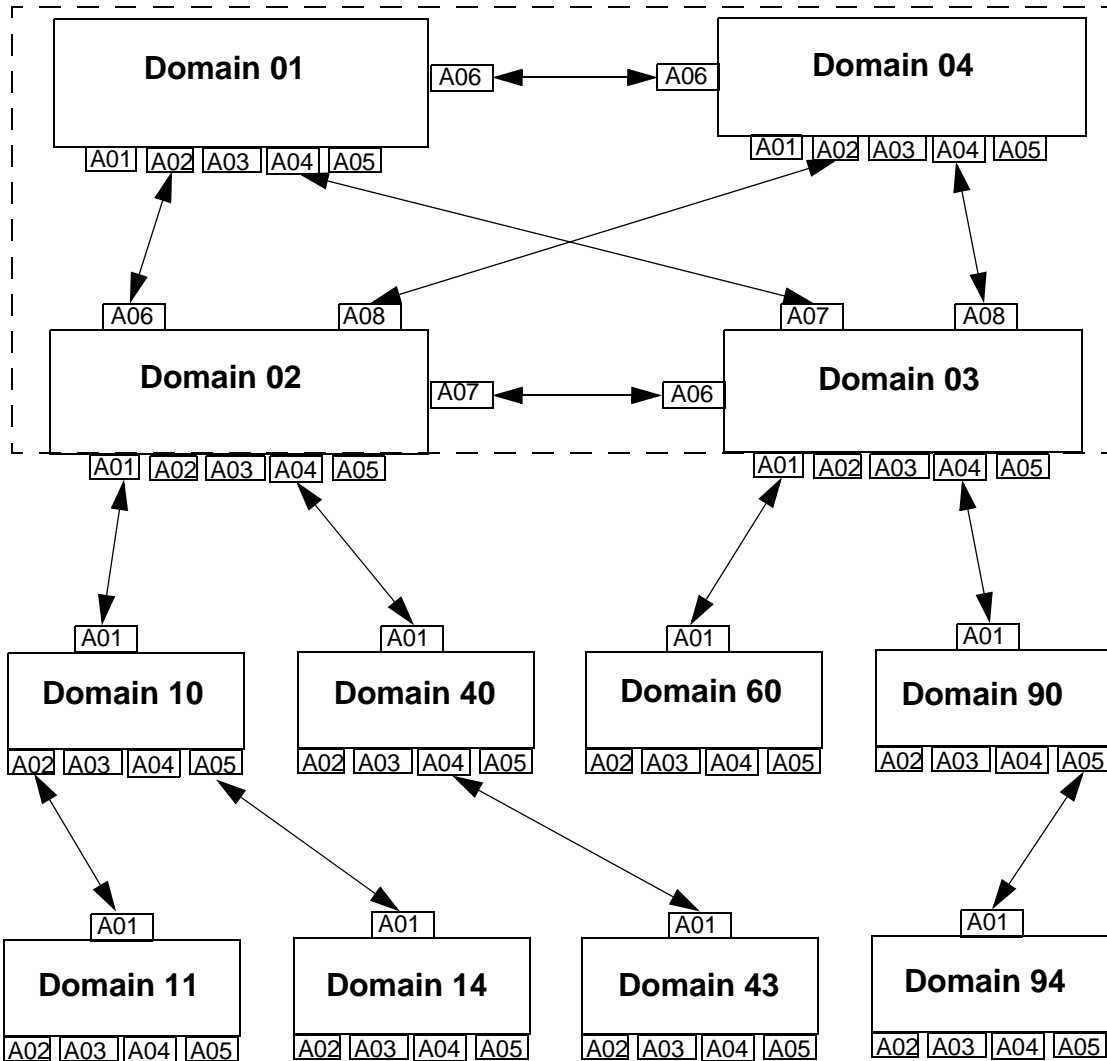 Domain 01
Domain 04
A06
A06
A01 A02 A03 A04 A05
A01 A02 A03 A04 A05
A06
A08
A07
A08
Domain 02
Domain 03
A07
A06
A01 A02 A03 A04 A05
A01 A02 A03 A04 A05
A01
A01
A01
A01
Domain 10
Domain 40
Domain 60
Domain 90
A02 A03 A04 A05
A02 A03 A04 A05
A02 A03 A04 A05
A02 A03 A04 A05
A01
A01
A01
A01
Domain 11
Domain 14
Domain 43
Domain 94
A02 A03 A04 A05
A02 A03 A04 A05
A02 A03 A04 A05
A02 A03 A04 A05